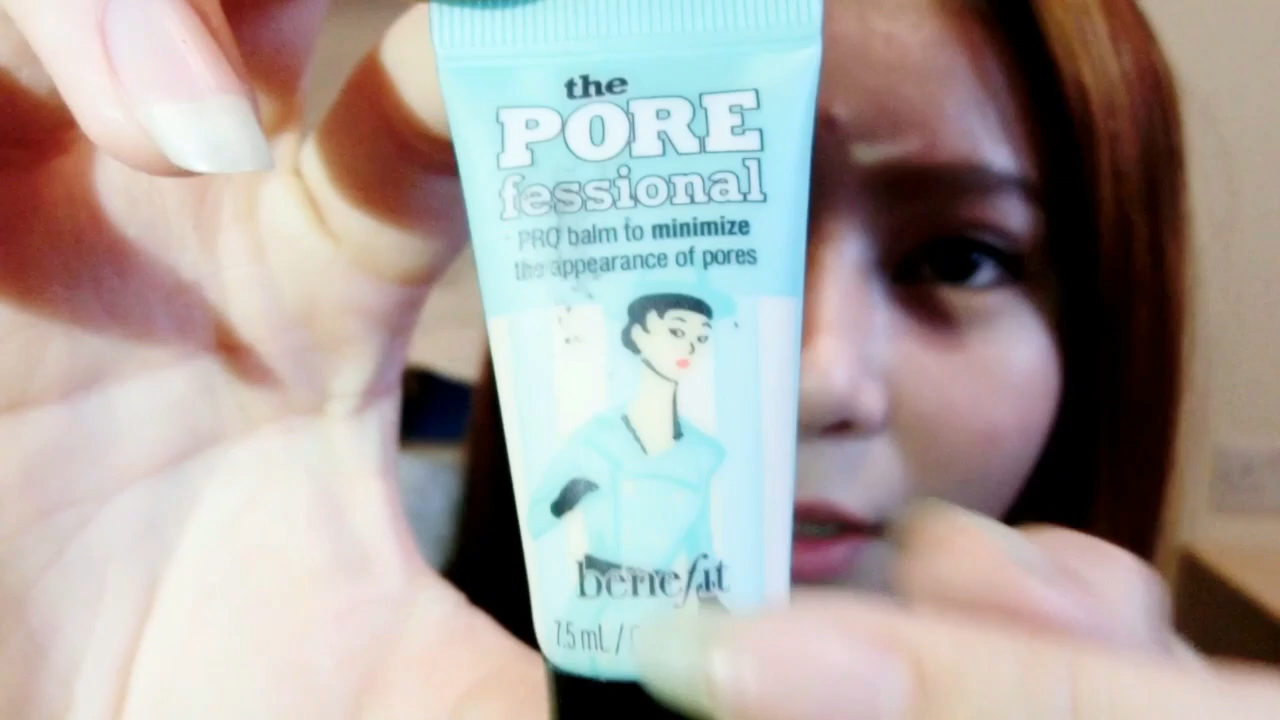 the
PORE
fessional
PRO balm to minimize
the appearance of pores
benefit
7.5 mL /